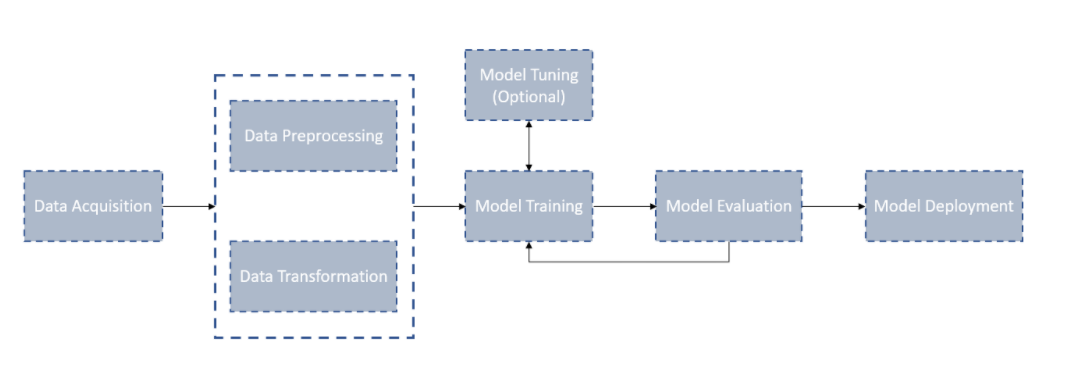 Data Acquisition
Data Preprocessing
Data Transformation
Model Tuning
(Optional)
Model Training
Model Evaluation
Model Deployment